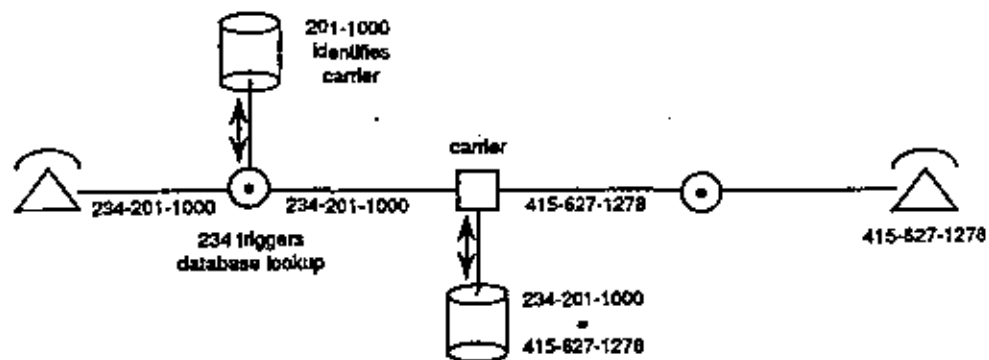 201-1000
identifies
carrier
carrier
234-201-1000
234-201-1000
415-627-1278
415-627-1278
234 triggers
database lookup
234-201-1000
=
415-627-1278